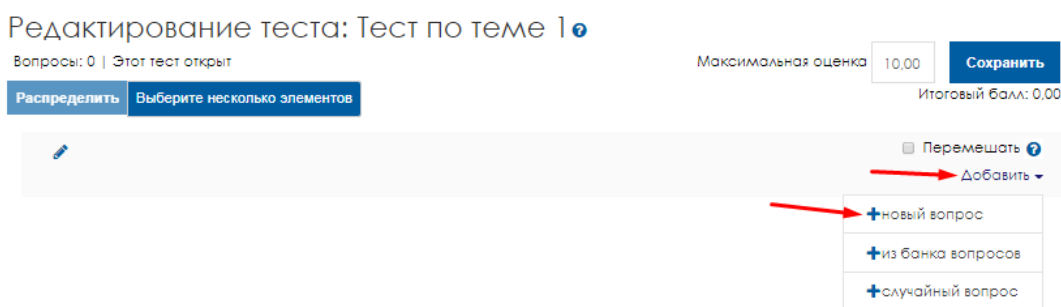 Редактирование теста: Тест по теме 1
Вопросы: 0 | Этот тест открыт
Максимальная оценка 10,00 Сохранить
Распределить Выберите несколько элементов
Итоговый балл: 0,00
Перемешать
Добавить
новый вопрос
из банка вопросов
случайный вопрос